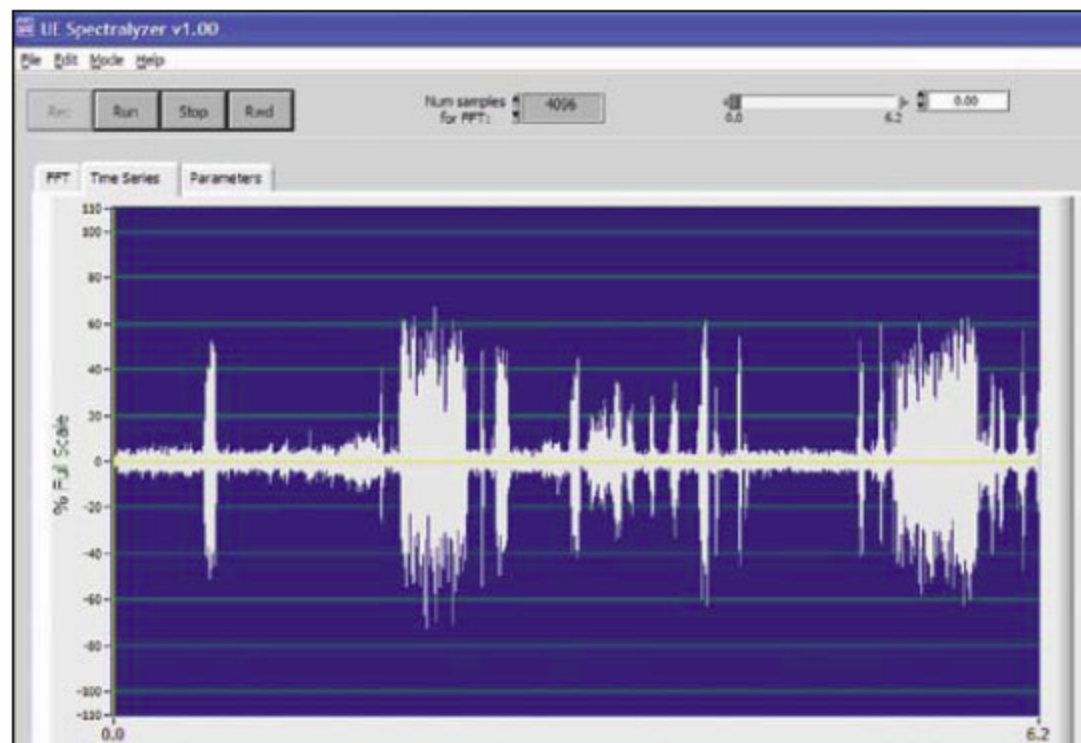 UE Spectralyzer v1.00
File Edit Mode Help
Rec Run Stop Rwd
Num samples for FFT: 4096
0.0 6.2 0.00
FFT Time Series Parameters
110
100
80
60
40
20
0
-20
-40
-60
-80
-100
-110
% Full Scale
0.0 6.2